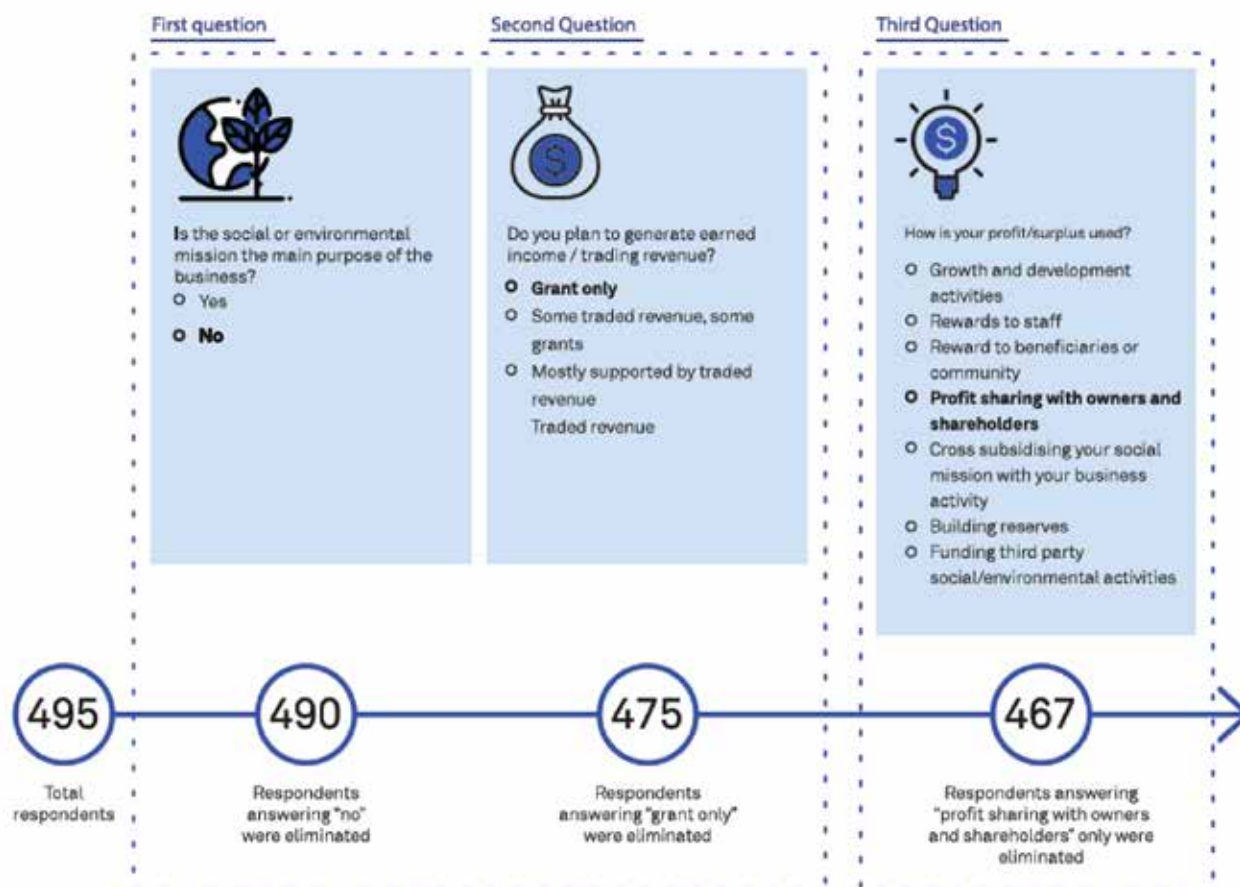 First question
Is the social or environmental
mission the main purpose of the
business?
Yes
No
Second Question
$
Do you plan to generate earned
income / trading revenue?
Grant only
Some traded revenue, some
grants
Mostly supported by traded
revenue
Traded revenue
Third Question
$
How is your profit/surplus used?
Growth and development
activities
Rewards to staff
Reward to beneficiaries or
community
Profit sharing with owners and
shareholders
Cross subsidising your social
mission with your business
activity
Building reserves
Funding third party
social/environmental activities
495
Total
respondents
490
Respondents
answering "no"
were eliminated
475
Respondents
answering "grant only"
were eliminated
467
Respondents answering
"profit sharing with owners
and shareholders" only were
eliminated